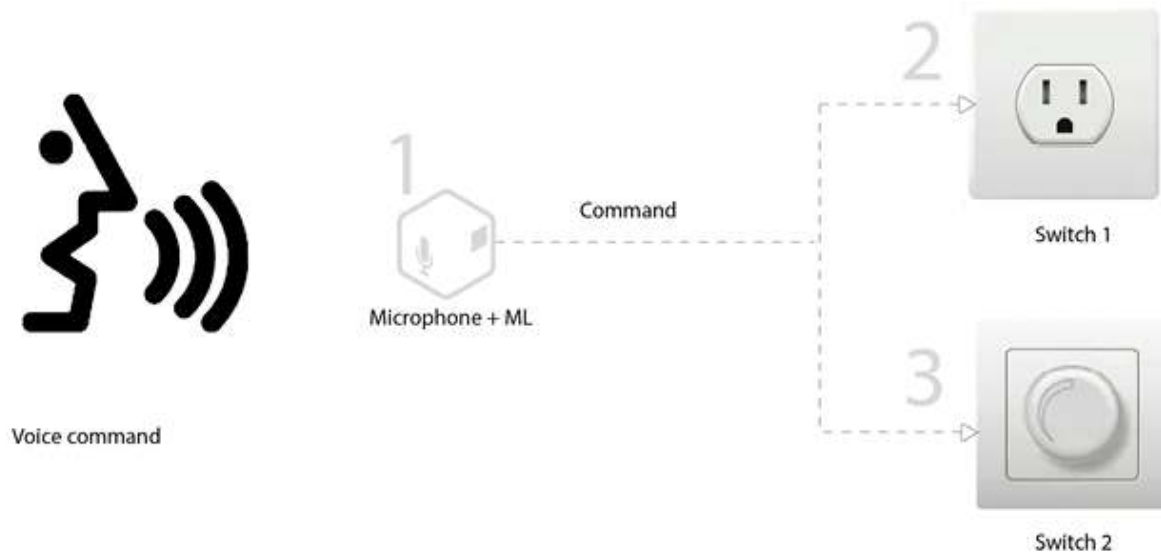 1
2
3
Command
Switch 1
Microphone + ML
Voice command
Switch 2